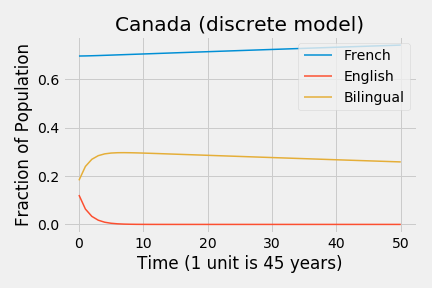 Canada (discrete model)
Fraction of Population
0.6
0.4
0.2
0.0
French
English
Bilingual
0 10 20 30 40 50
Time (1 unit is 45 years)